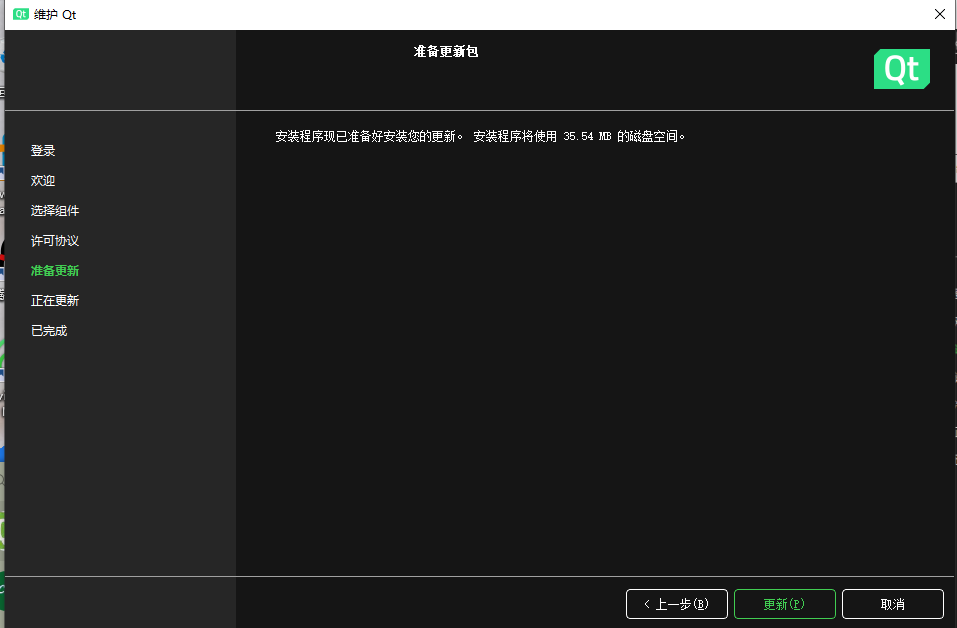 Qt 维护 Qt
准备更新包
Qt
安装程序现已准备好安装您的更新。 安装程序将使用 35.54 MB 的磁盘空间。
登录
欢迎
选择组件
许可协议
准备更新
正在更新
已完成
< 上一步(B)
更新(P)
取消